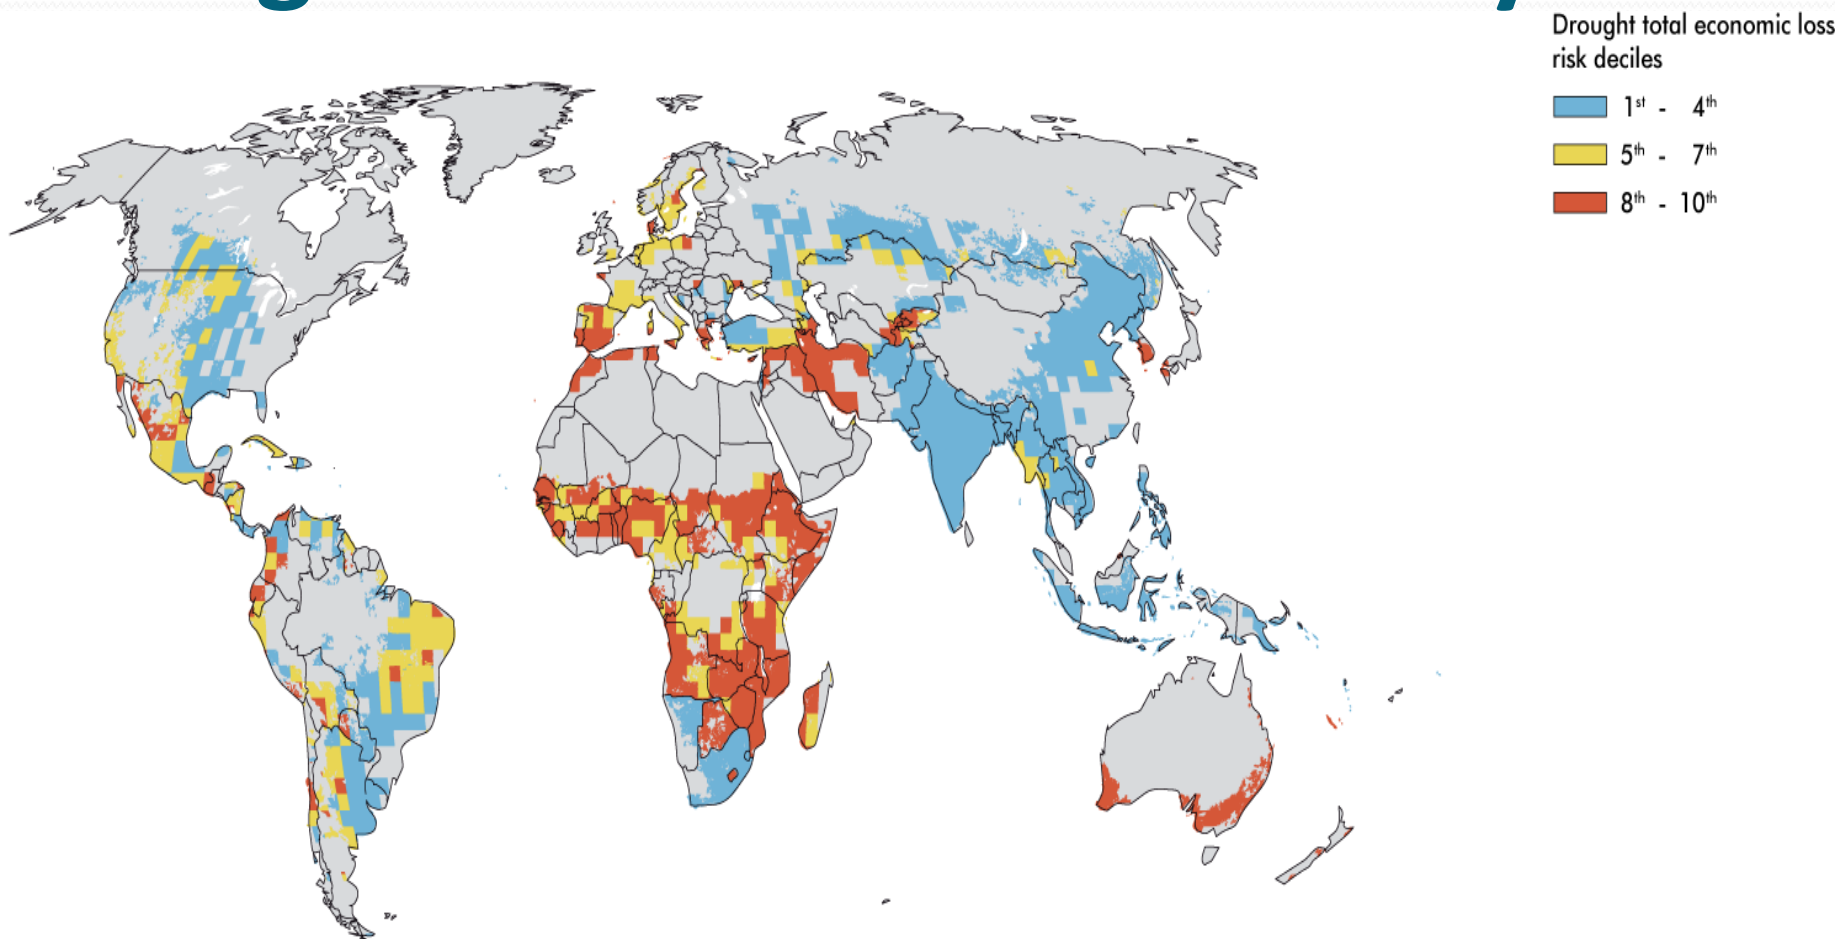 Drought total economic loss
risk deciles
1st - 4th
5th - 7th
8th - 10th